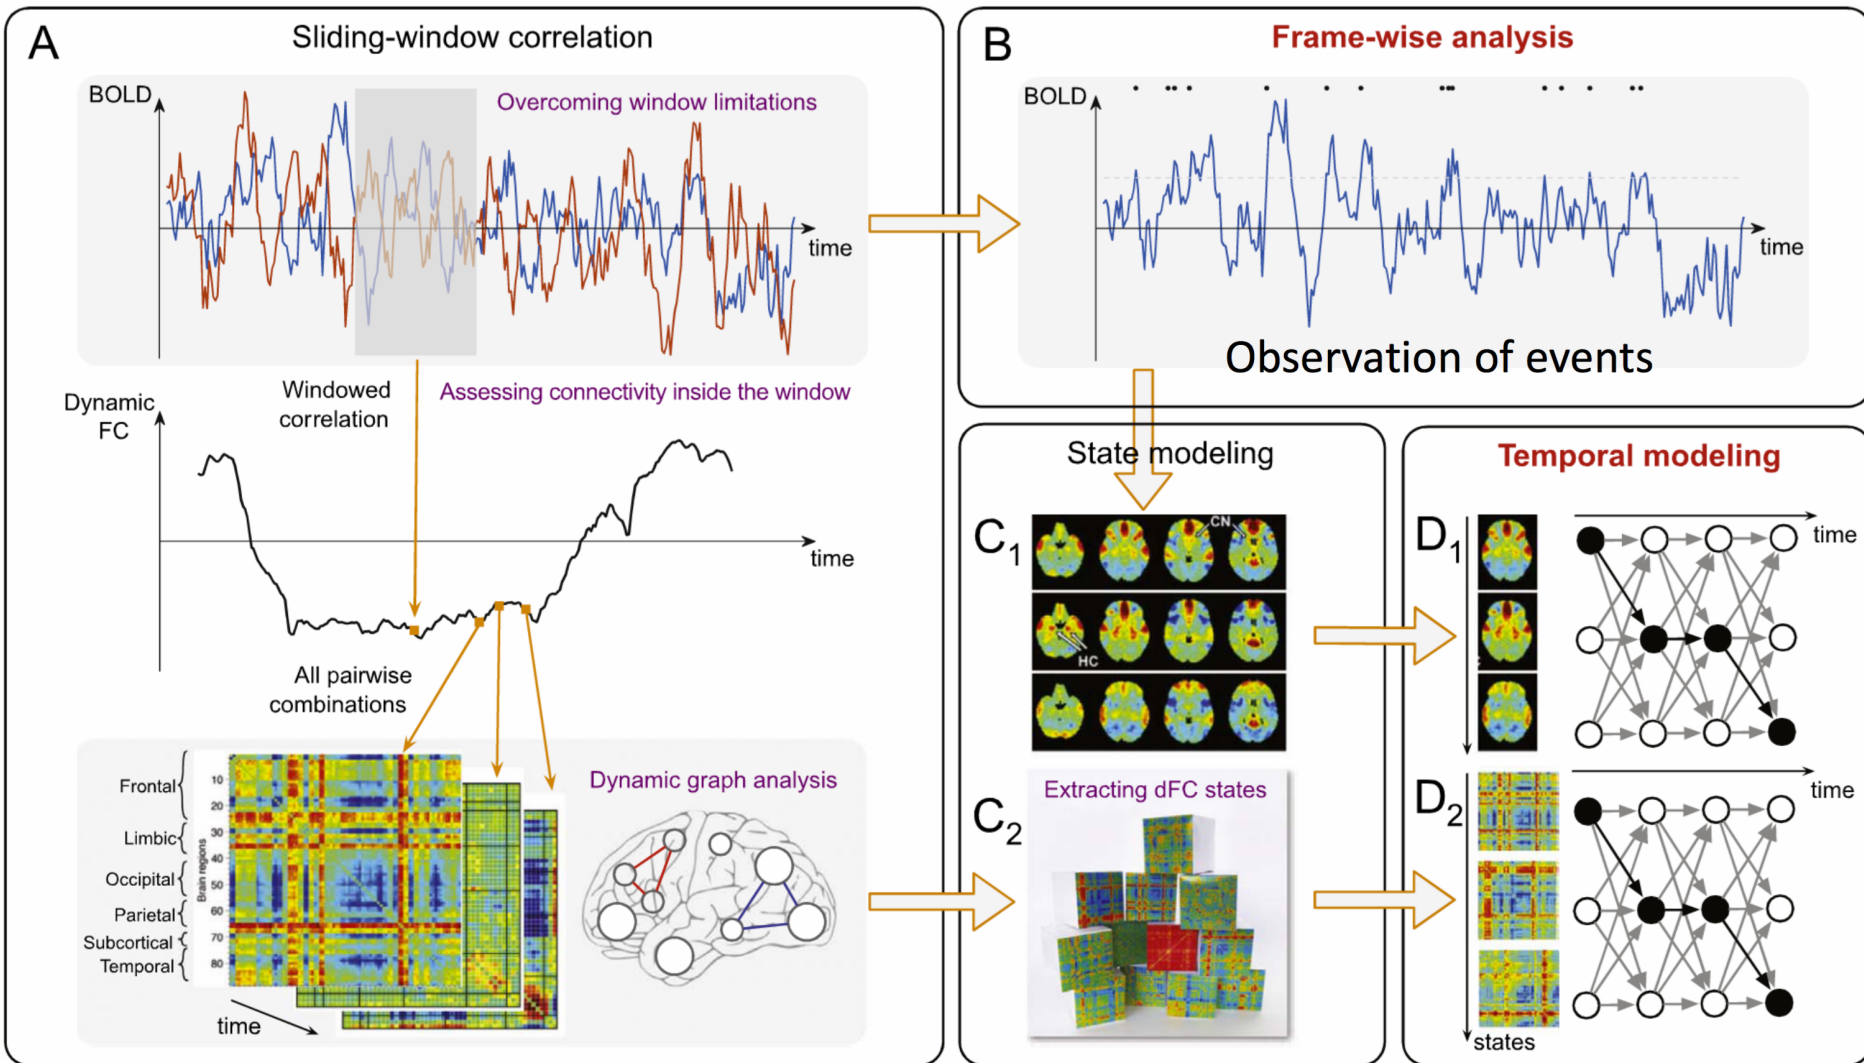 A
Sliding-window correlation
BOLD
Overcoming window limitations
time
Windowed
correlation
Assessing connectivity inside the window
Dynamic
FC
time
All pairwise
combinations
Frontal
Limbic
Occipital
Parietal
Subcortical
Temporal
Brain regions
10
20
30
40
50
60
70
80
time
Dynamic graph analysis
B
Frame-wise analysis
BOLD
time
Observation of events
State modeling
C1
CN
HC
C2
Extracting dFC states
Temporal modeling
D1
time
D2
time
states